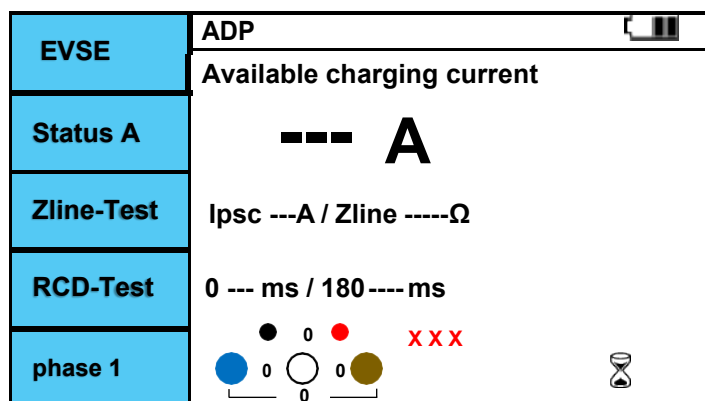 EVSE
ADP
Available charging current
Status A
--- A
Zline-Test
Ipsc ---A / Zline -----Ω
RCD-Test
0 --- ms / 180 ---- ms
0
X X X
phase 1
0
0
0